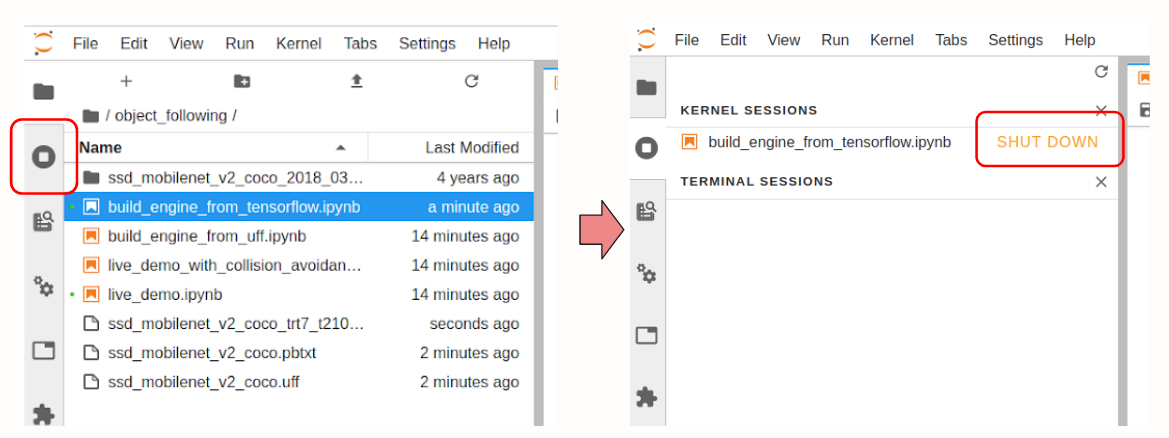 File Edit View Run Kernel Tabs Settings Help
/ object_following /
Name Last Modified
ssd_mobilenet_v2_coco_2018_03... 4 years ago
build_engine_from_tensorflow.ipynb a minute ago
build_engine_from_uff.ipynb 14 minutes ago
live_demo_with_collision_avoidan... 14 minutes ago
live_demo.ipynb 14 minutes ago
ssd_mobilenet_v2_coco_trt7_t210... seconds ago
ssd_mobilenet_v2_coco.pbtxt 2 minutes ago
ssd_mobilenet_v2_coco.uff 2 minutes ago
File Edit View Run Kernel Tabs Settings Help
KERNEL SESSIONS
build_engine_from_tensorflow.ipynb SHUT DOWN
TERMINAL SESSIONS